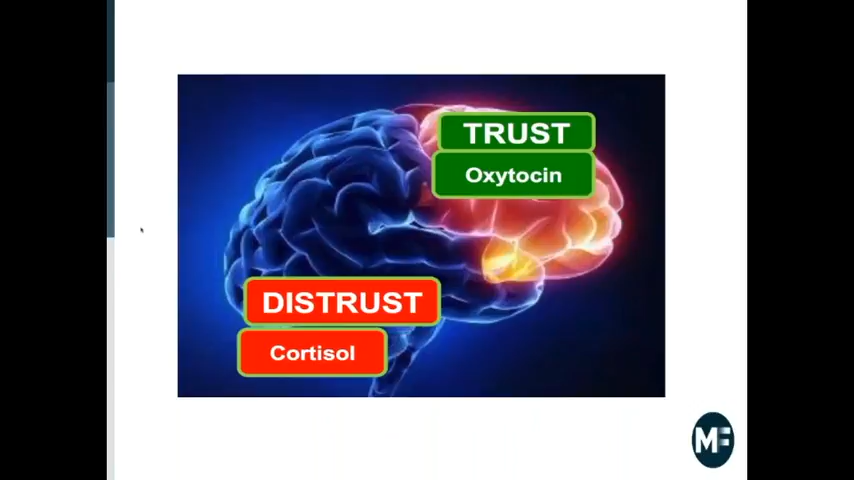 TRUST
Oxytocin
DISTRUST
Cortisol
MF